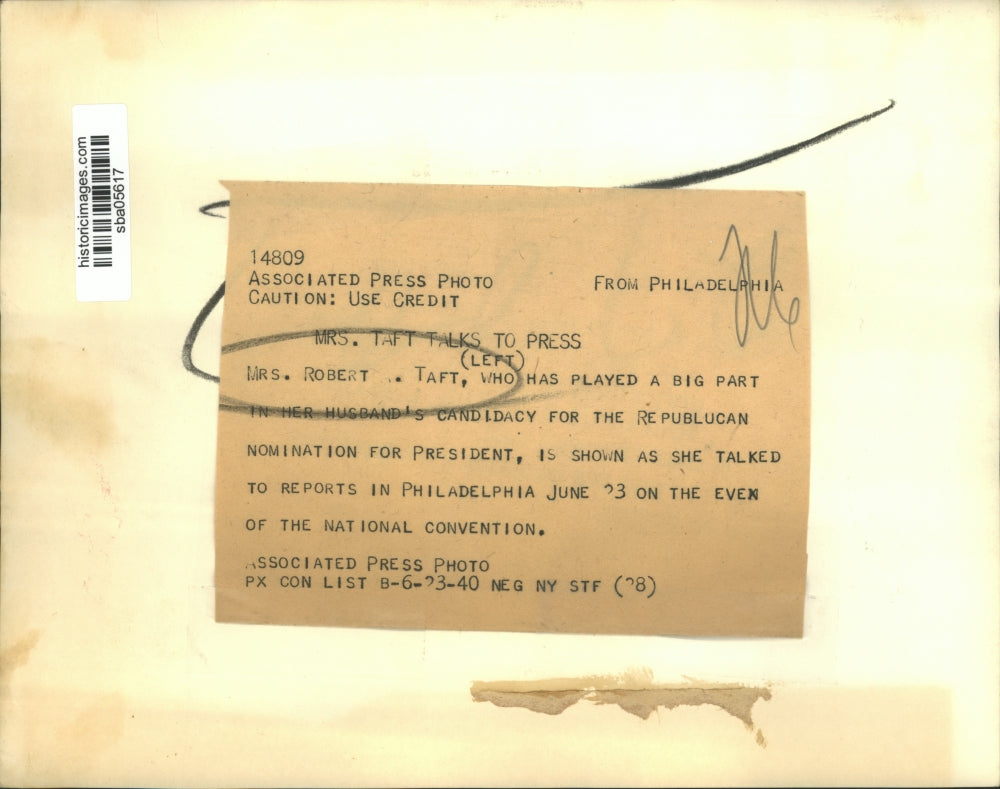 historicimages.com
sba05617
14809
ASSOCIATED PRESS PHOTO FROM PHILADELPHIA
CAUTION: USE CREDIT
MRS. TAFT TALKS TO PRESS
(LEFT)
MRS. ROBERT . TAFT, WHO HAS PLAYED A BIG PART
IN HER HUSBAND'S CANDIDACY FOR THE REPUBLUCAN
NOMINATION FOR PRESIDENT, IS SHOWN AS SHE TALKED
TO REPORTS IN PHILADELPHIA JUNE 23 ON THE EVEN
OF THE NATIONAL CONVENTION.
ASSOCIATED PRESS PHOTO
PX CON LIST B-6-23-40 NEG NY STF (28)